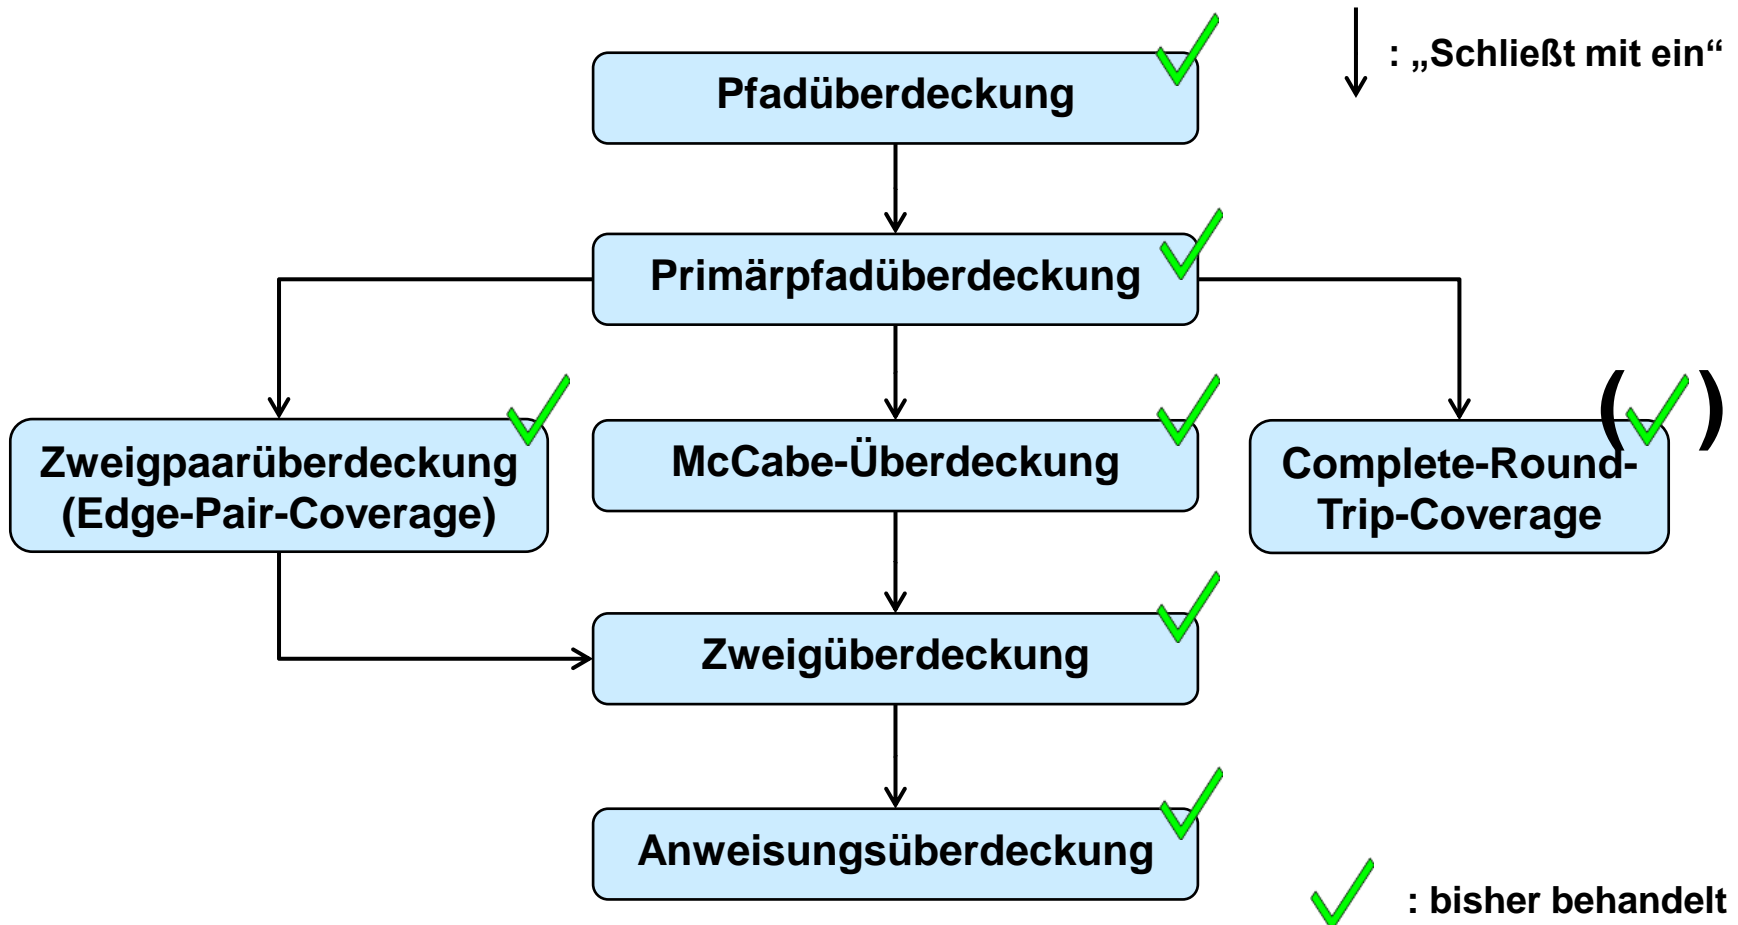 Pfadüberdeckung
: „Schließt mit ein“
Primärpfadüberdeckung
Zweigpaarüberdeckung
(Edge-Pair-Coverage)
McCabe-Überdeckung
( )
Complete-Round-
Trip-Coverage
Zweigüberdeckung
Anweisungsüberdeckung
: bisher behandelt